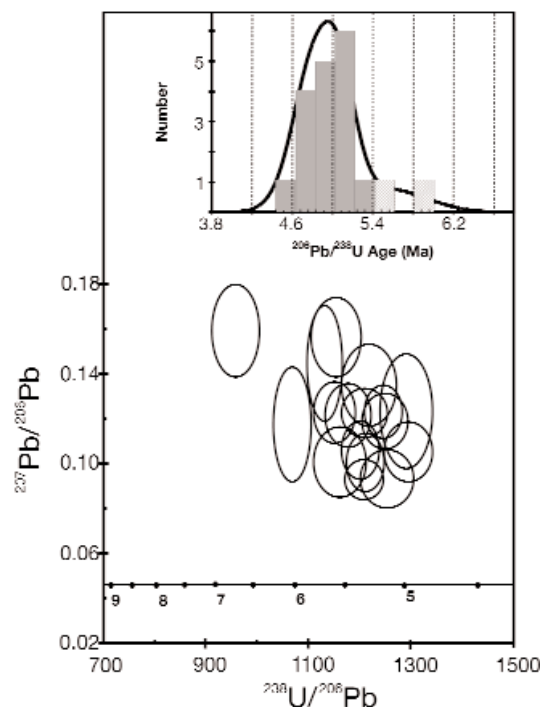 Number
5
3
1
3.8 4.6 5.4 6.2
²⁰⁶Pb/²³⁸U Age (Ma)
0.18
0.14
0.10
0.06
0.02
²⁰⁷Pb/²⁰⁶Pb
9 8 7 6 5
700 900 1100 1300 1500
²³⁸U/²⁰⁶Pb